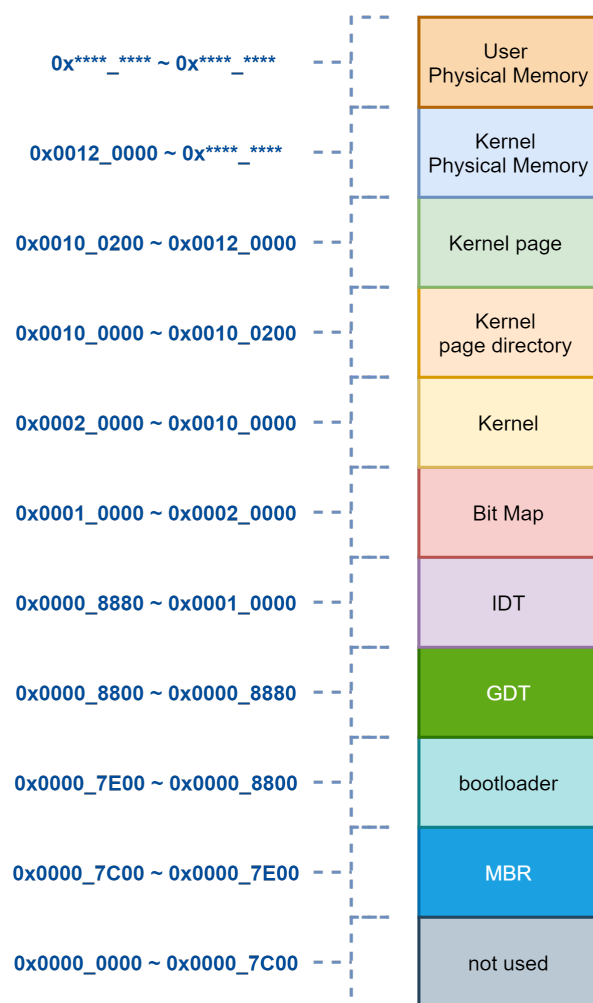 0x****_**** ~ 0x****_****
User
Physical Memory
0x0012_0000 ~ 0x****_****
Kernel
Physical Memory
0x0010_0200 ~ 0x0012_0000
Kernel page
0x0010_0000 ~ 0x0010_0200
Kernel
page directory
0x0002_0000 ~ 0x0010_0000
Kernel
0x0001_0000 ~ 0x0002_0000
Bit Map
0x0000_8880 ~ 0x0001_0000
IDT
0x0000_8800 ~ 0x0000_8880
GDT
0x0000_7E00 ~ 0x0000_8800
bootloader
0x0000_7C00 ~ 0x0000_7E00
MBR
0x0000_0000 ~ 0x0000_7C00
not used